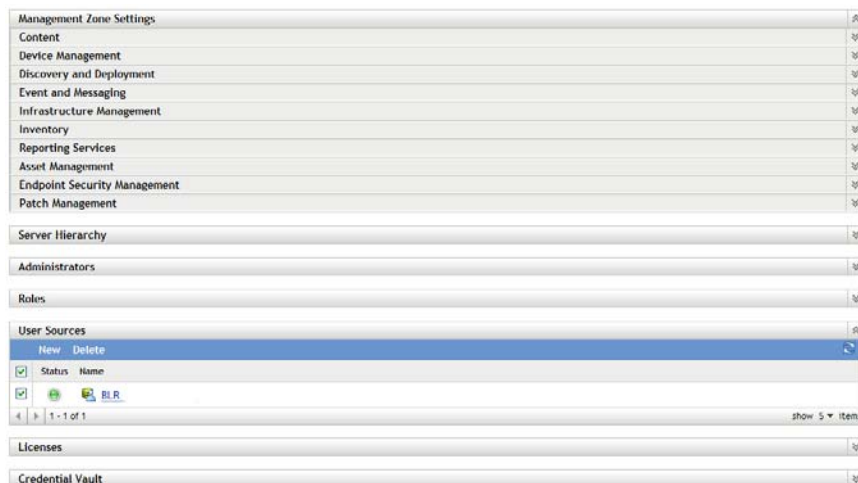 Management Zone Settings
Content
Device Management
Discovery and Deployment
Event and Messaging
Infrastructure Management
Inventory
Reporting Services
Asset Management
Endpoint Security Management
Patch Management
Server Hierarchy
Administrators
Roles
User Sources
New Delete
Status Name
BLR
1 - 1 of 1 show 5 item
Licenses
Credential Vault